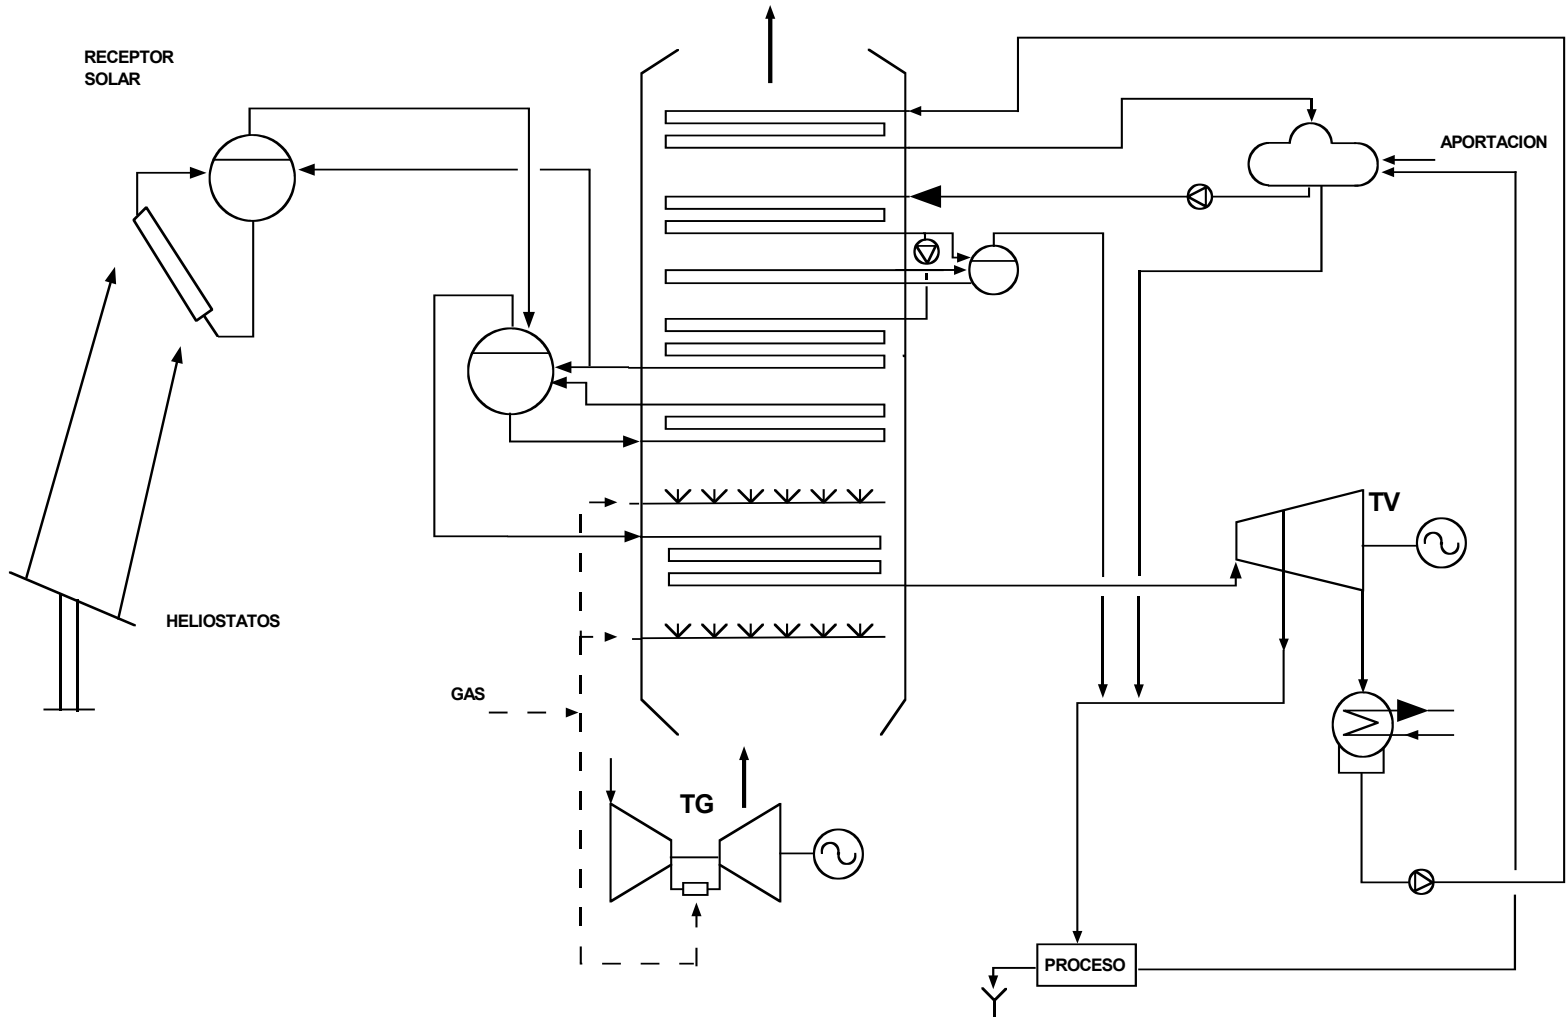 RECEPTOR
SOLAR
APORTACION
TV
HELIOSTATOS
GAS
TG
PROCESO